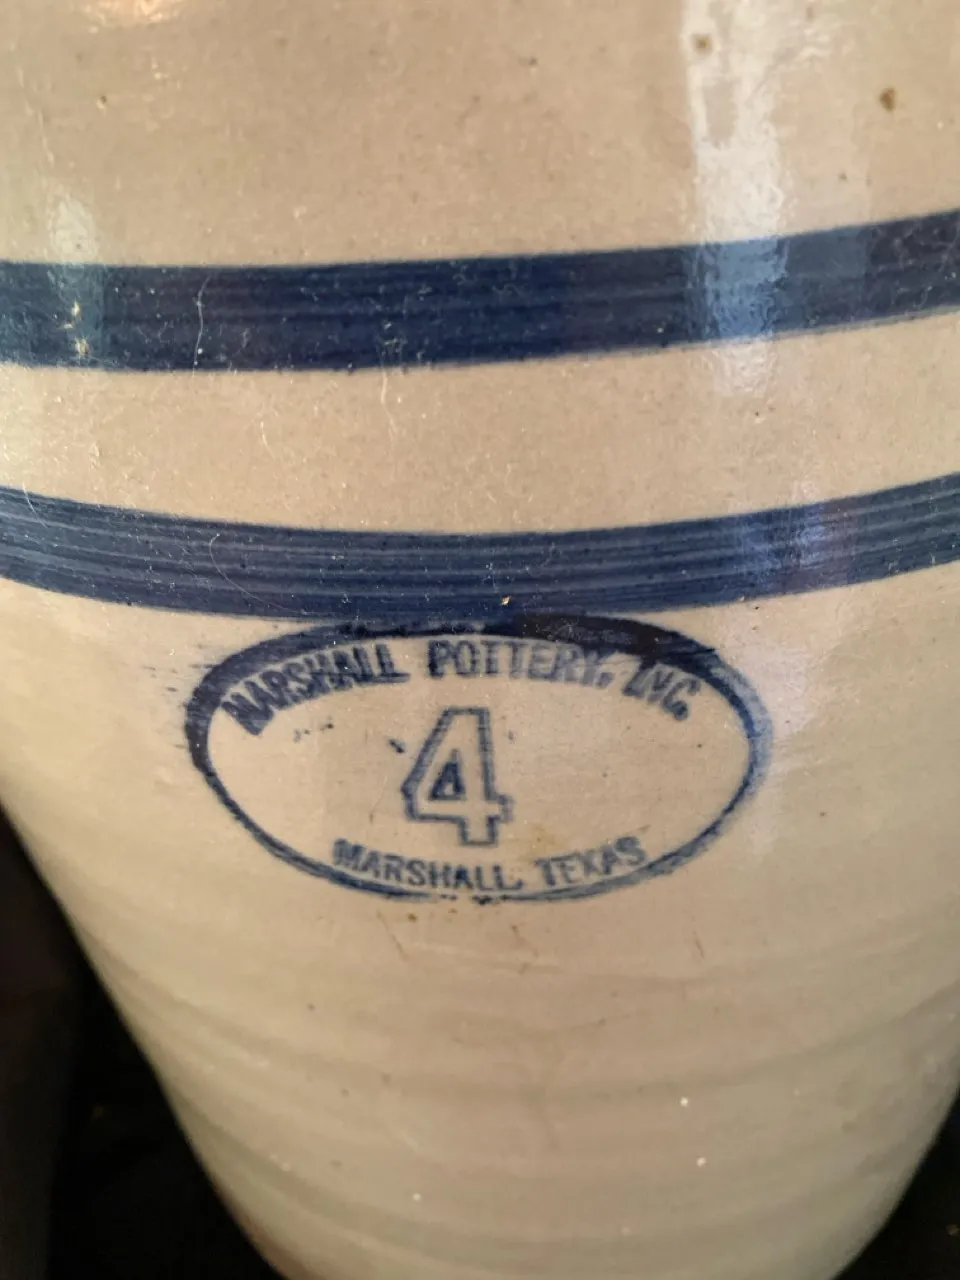 MARSHALL POTTERY, INC.
4
MARSHALL, TEXAS